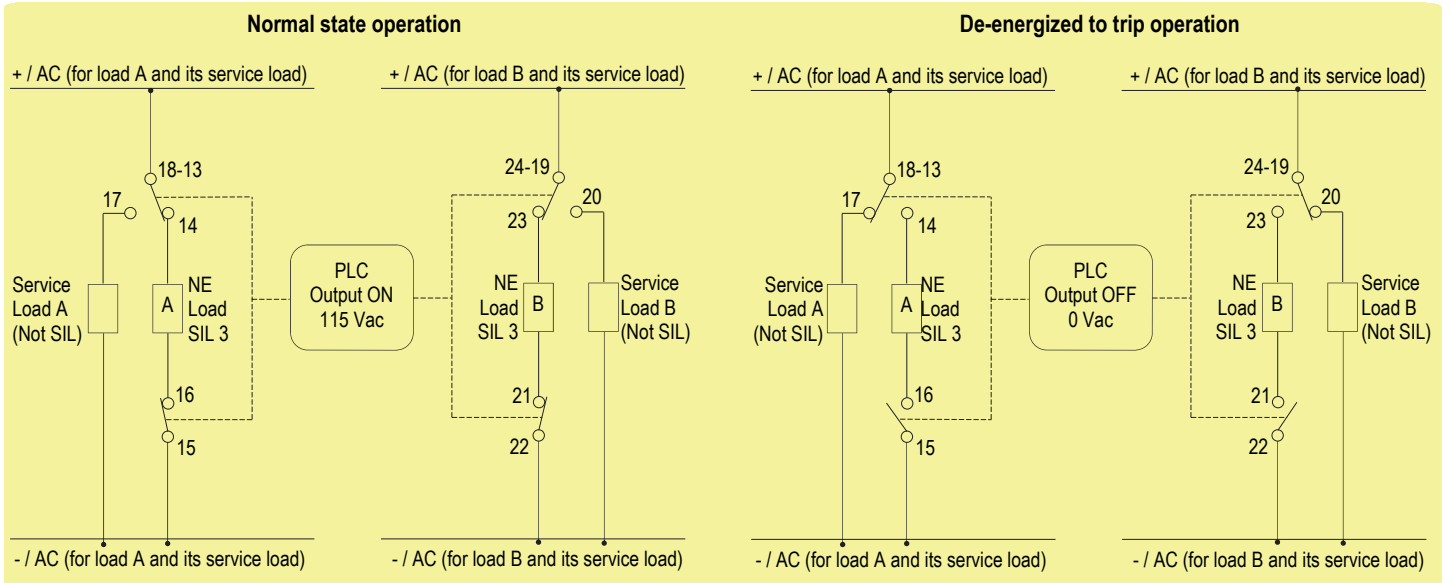 Normal state operation
+ / AC (for load A and its service load)
+ / AC (for load B and its service load)
18-13
17
14
Service
Load A
(Not SIL)
A
NE
Load
SIL 3
16
15
PLC
Output ON
115 Vac
24-19
20
23
NE
Load
SIL 3
B
Service
Load B
(Not SIL)
21
22
- / AC (for load A and its service load)
- / AC (for load B and its service load)
De-energized to trip operation
+ / AC (for load A and its service load)
+ / AC (for load B and its service load)
18-13
17
14
Service
Load A
(Not SIL)
A
NE
Load
SIL 3
16
15
PLC
Output OFF
0 Vac
24-19
20
23
NE
Load
SIL 3
B
Service
Load B
(Not SIL)
21
22
- / AC (for load A and its service load)
- / AC (for load B and its service load)